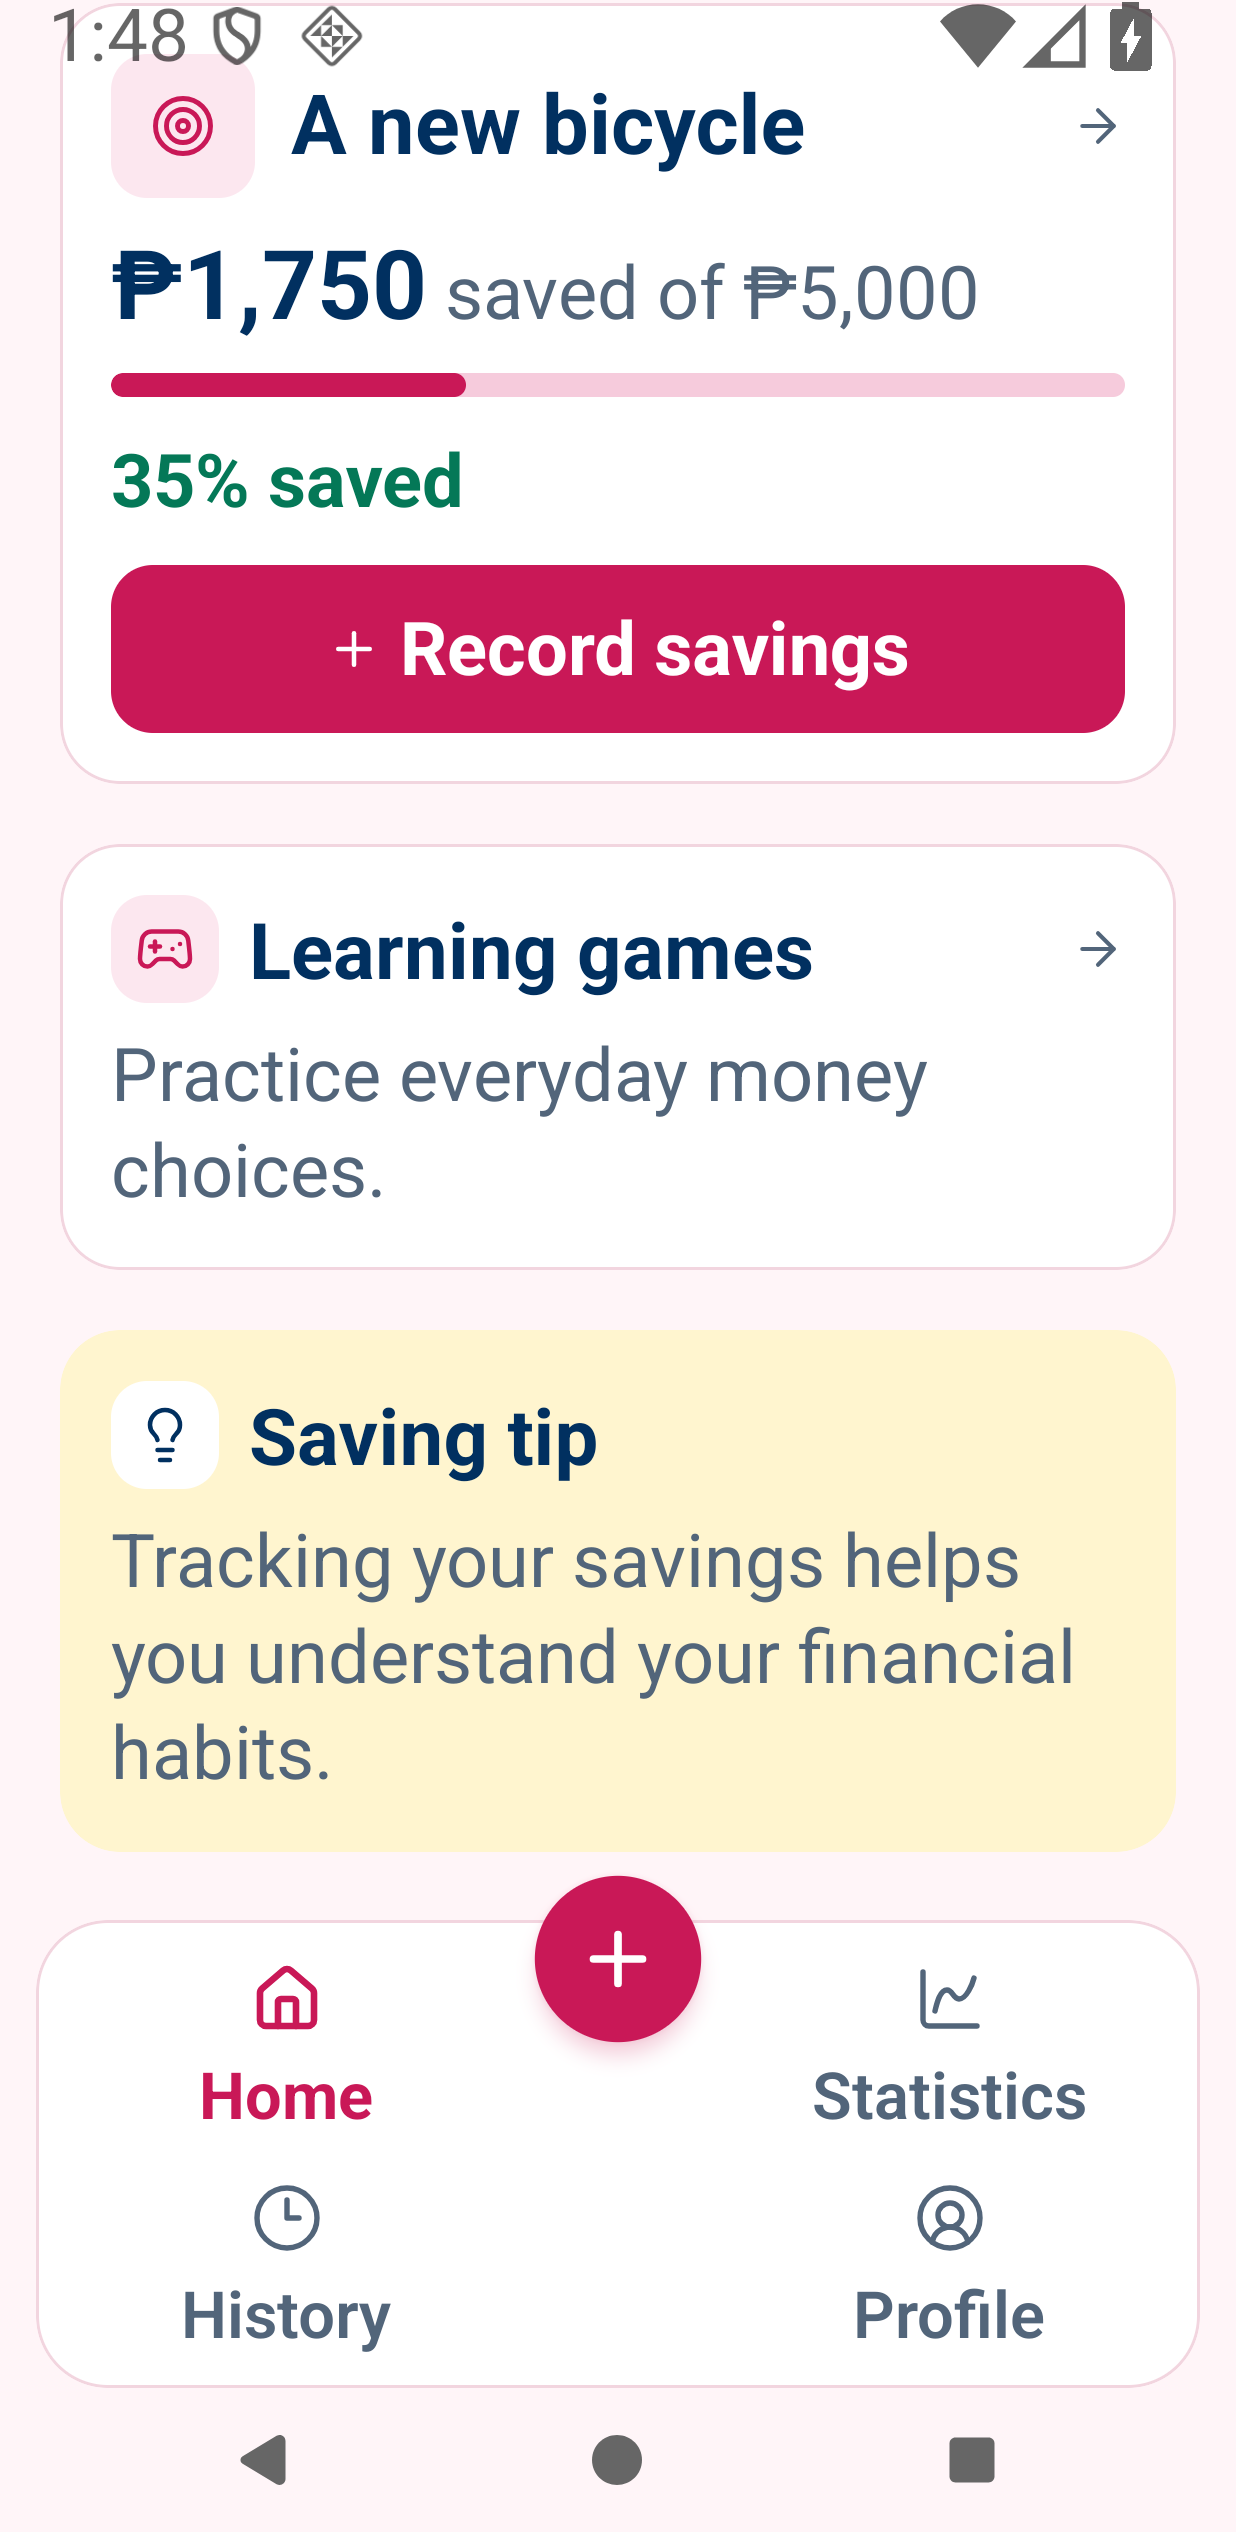 1:48
A new bicycle
₱1,750 saved of ₱5,000
35% saved
+ Record savings
Learning games
Practice everyday money
choices.
Saving tip
Tracking your savings helps
you understand your financial
habits.
Home
Statistics
History
Profile